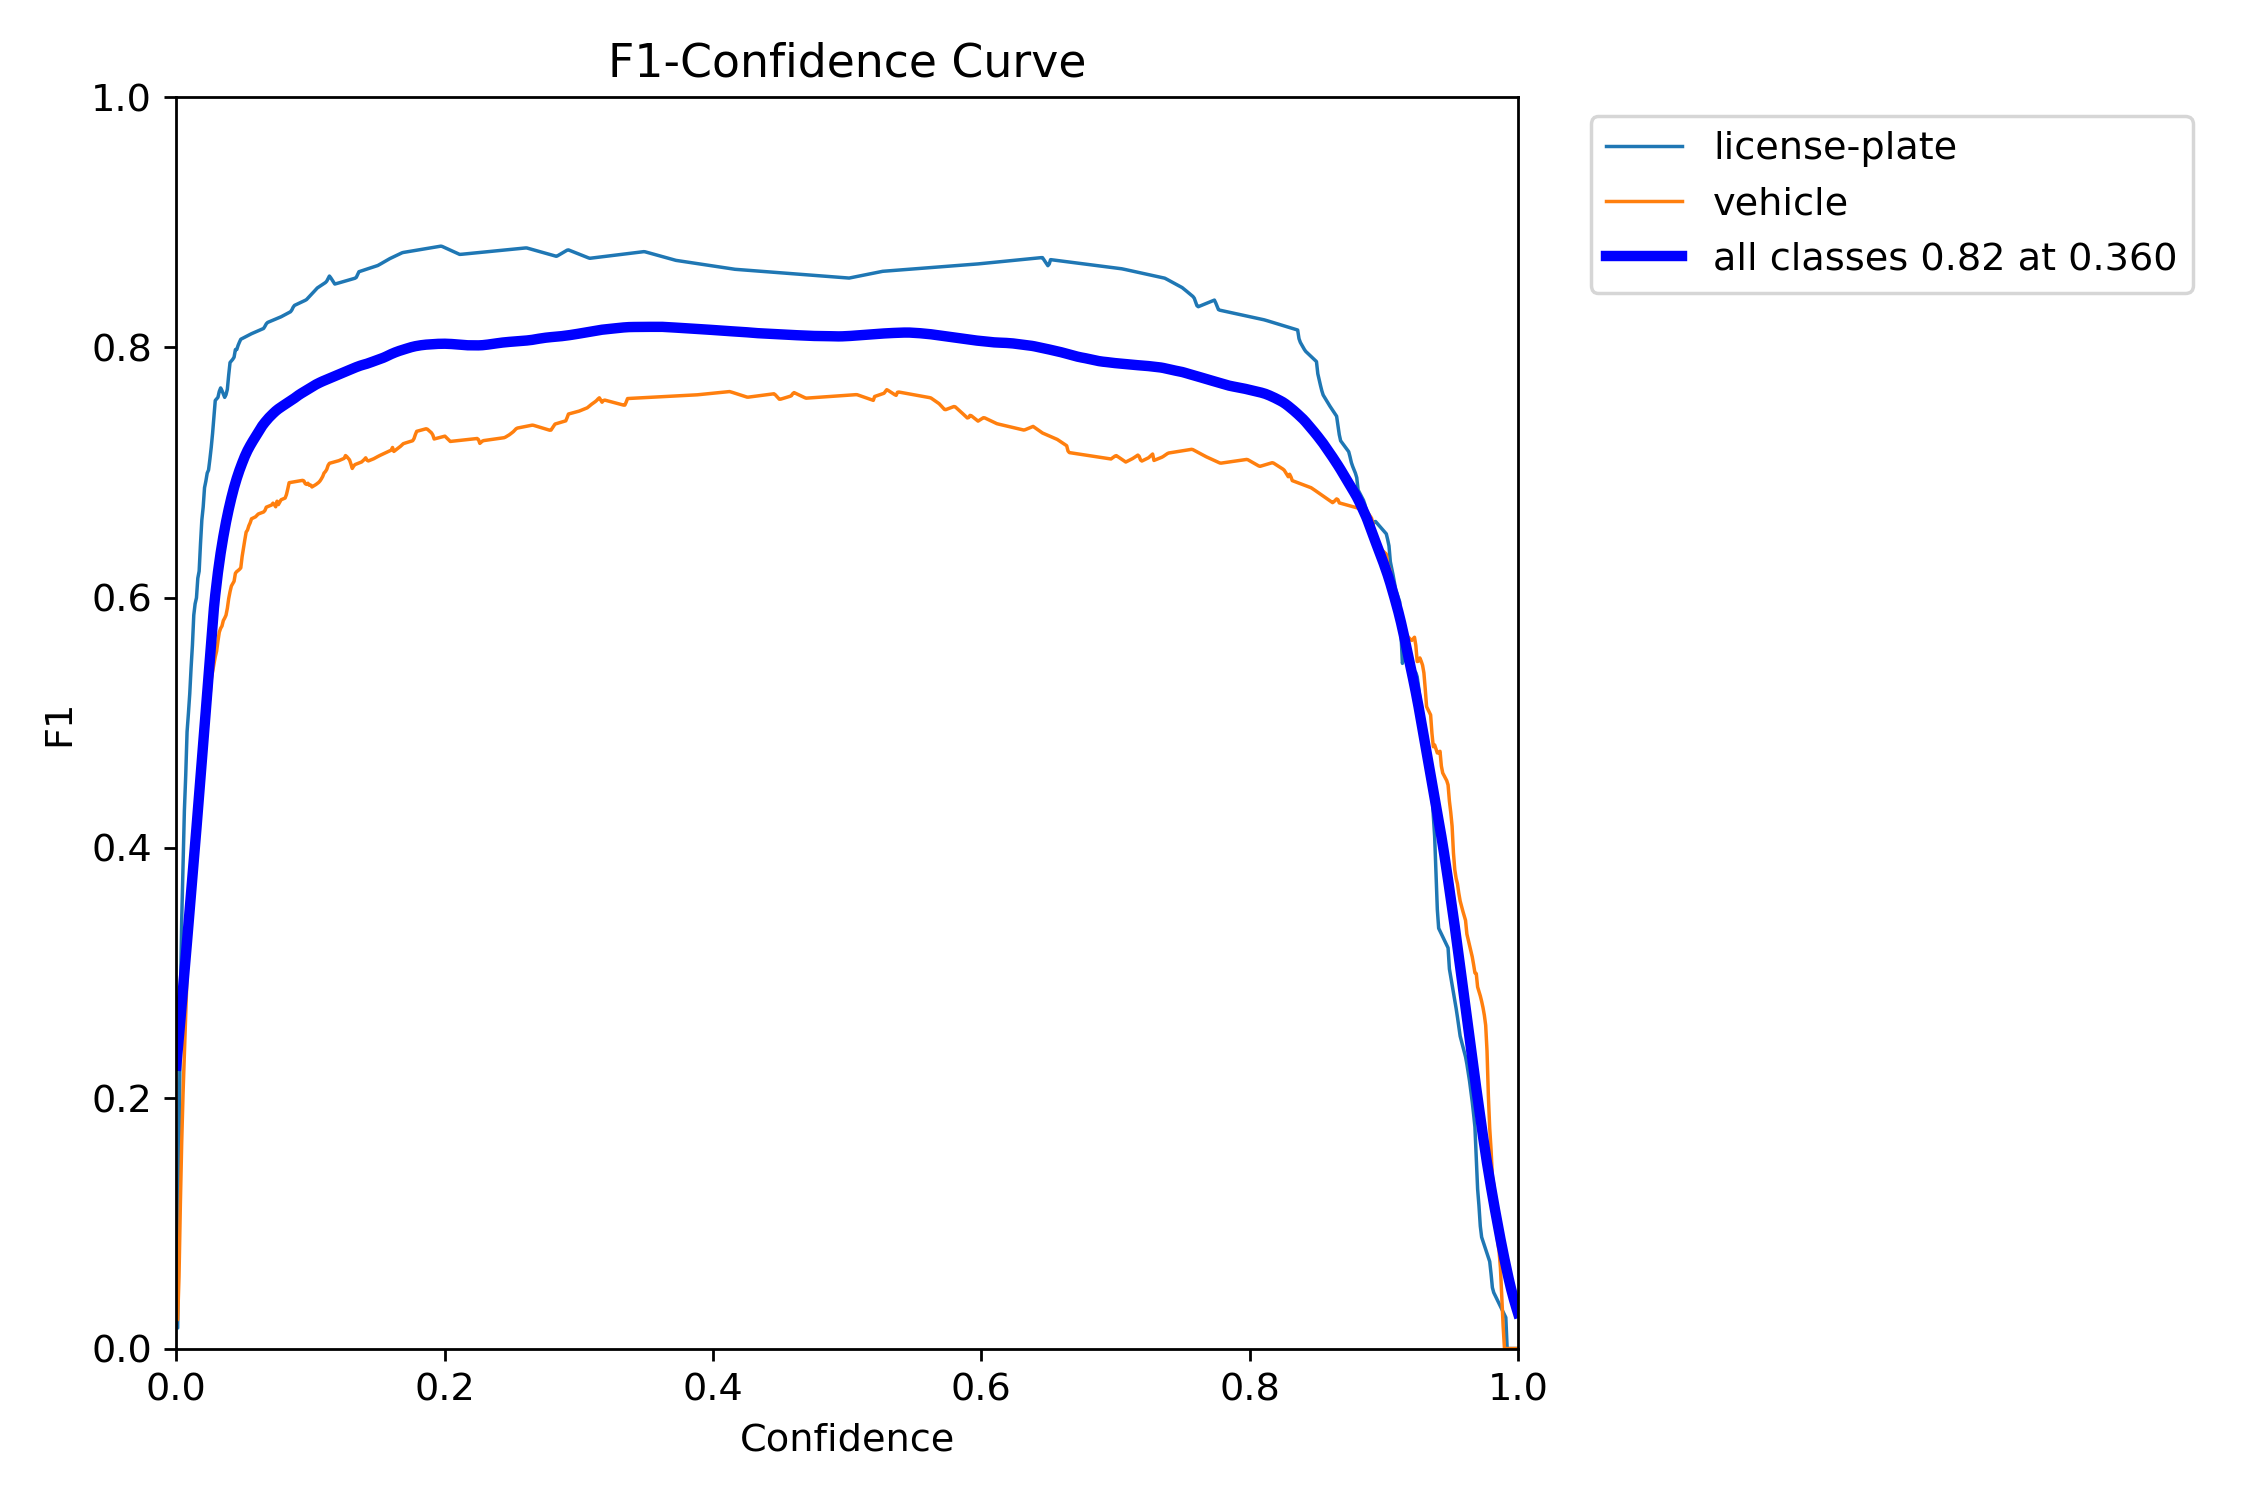 F1-Confidence Curve
1.0
0.8
0.6
0.4
0.2
0.0
F1
0.0 0.2 0.4 0.6 0.8 1.0
Confidence
license-plate
vehicle
all classes 0.82 at 0.360